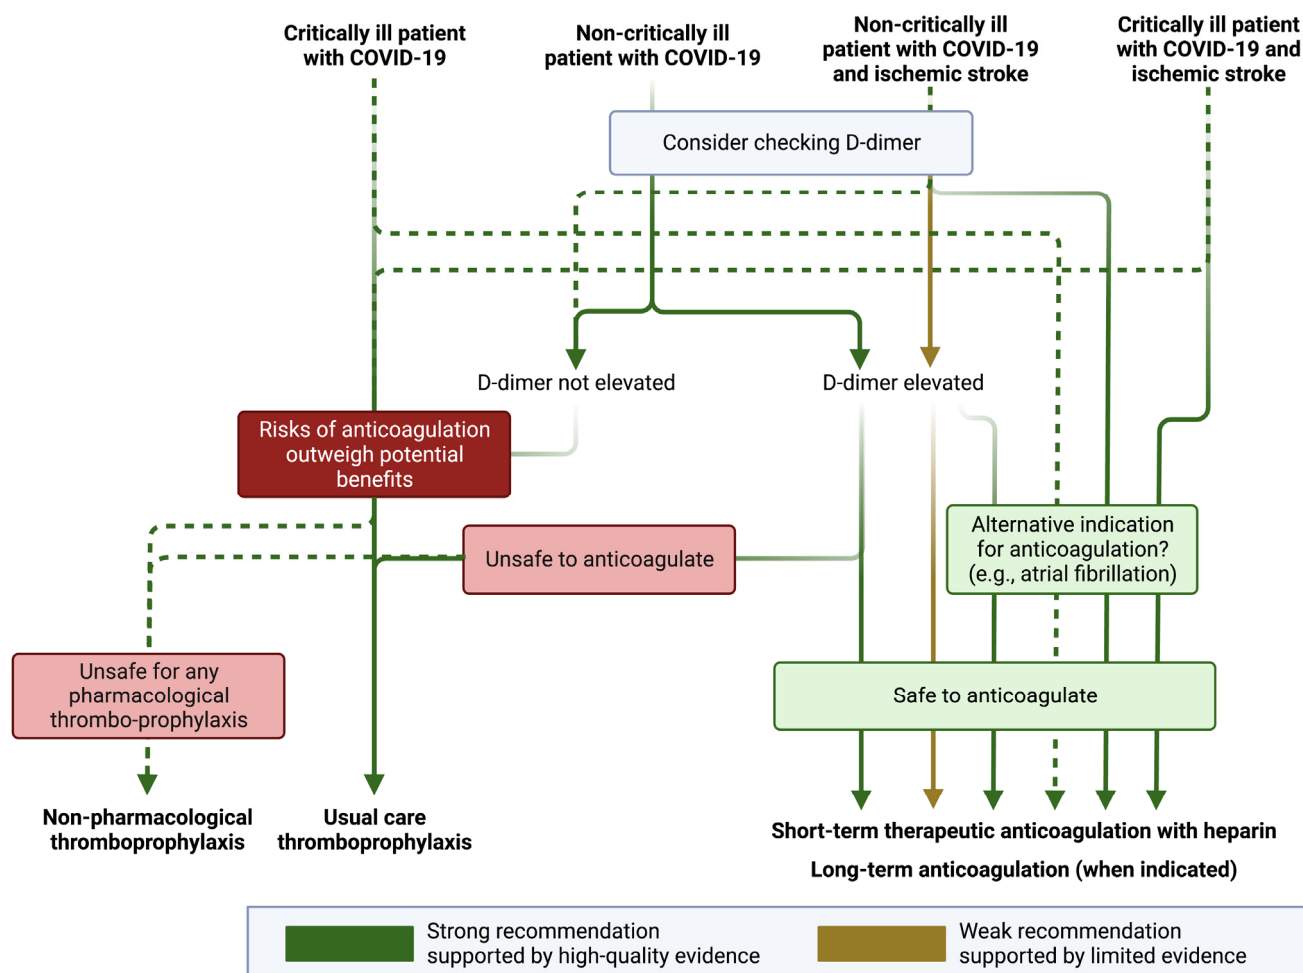 Critically ill patient
with COVID-19
Non-critically ill
patient with COVID-19
Non-critically ill
patient with COVID-19
and ischemic stroke
Critically ill patient
with COVID-19 and
ischemic stroke
Consider checking D-dimer
D-dimer not elevated
D-dimer elevated
Risks of anticoagulation
outweigh potential
benefits
Unsafe to anticoagulate
Alternative indication
for anticoagulation?
(e.g., atrial fibrillation)
Unsafe for any
pharmacological
thrombo-prophylaxis
Safe to anticoagulate
Non-pharmacological
thromboprophylaxis
Usual care
thromboprophylaxis
Short-term therapeutic anticoagulation with heparin
Long-term anticoagulation (when indicated)
Strong recommendation
supported by high-quality evidence
Weak recommendation
supported by limited evidence